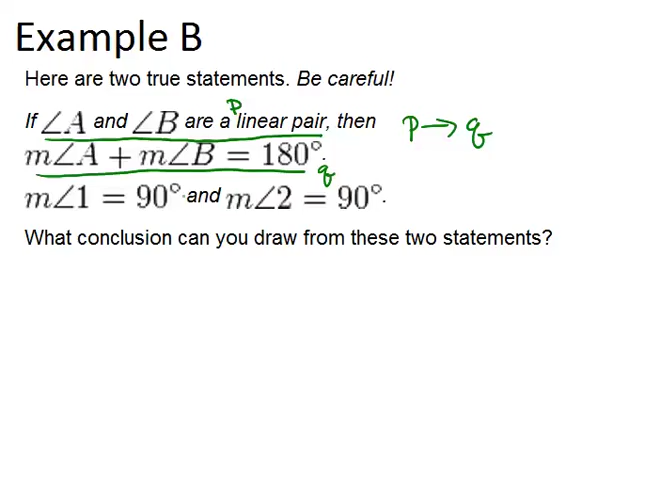 Example B
Here are two true statements. Be careful!
p
If ∠A and ∠B are a linear pair, then p → q
m∠A + m∠B = 180°.
q
m∠1 = 90° and m∠2 = 90°.
What conclusion can you draw from these two statements?